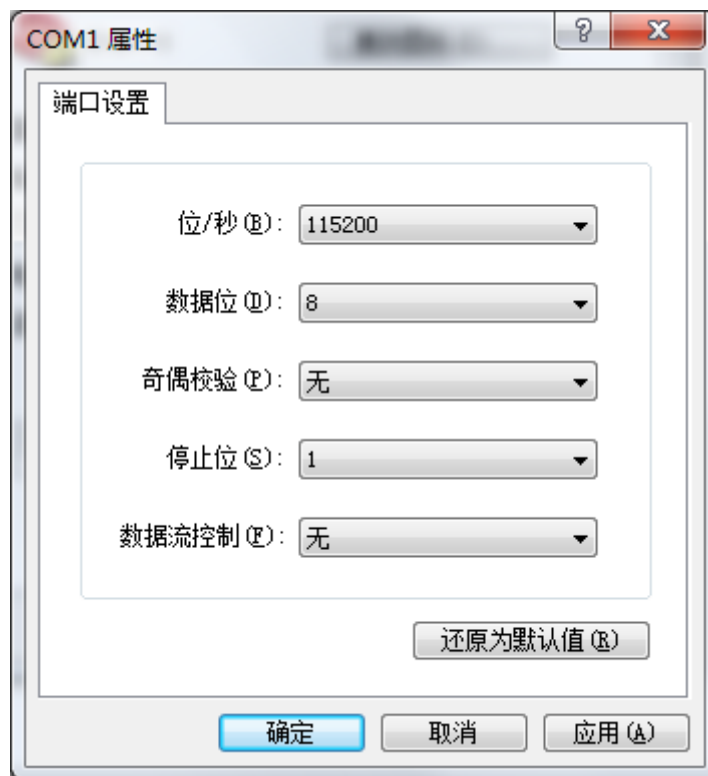 COM1 属性
端口设置
位/秒(B): 115200
数据位(D): 8
奇偶校验(P): 无
停止位(S): 1
数据流控制(F): 无
还原为默认值(R)
确定 取消 应用(A)